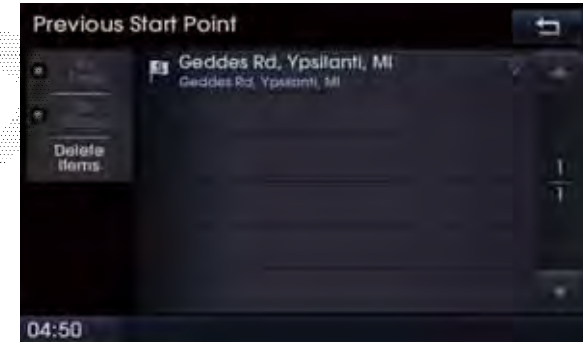 Previous Start Point
Geddes Rd, Ypsilanti, MI
Geddes Rd, Ypsilanti, MI
Delete
Items
1
1
04:50